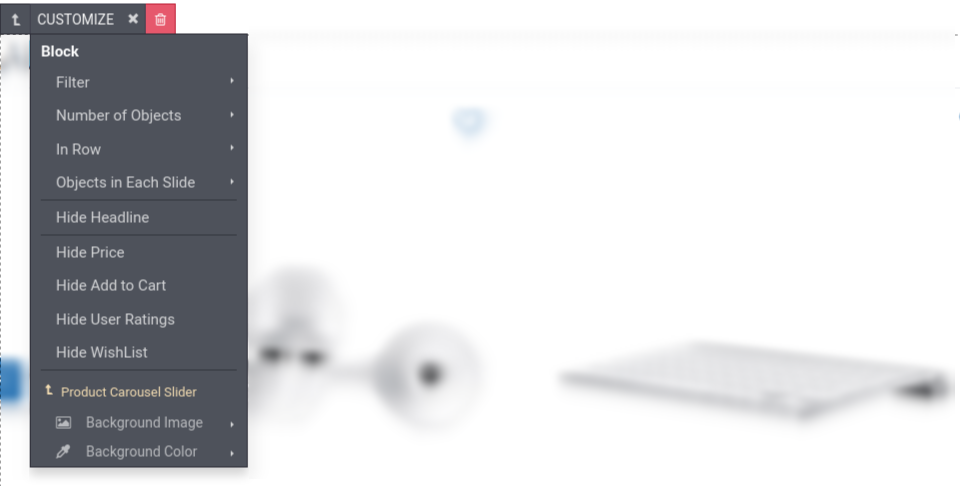 CUSTOMIZE
Block
Filter
Number of Objects
In Row
Objects in Each Slide
Hide Headline
Hide Price
Hide Add to Cart
Hide User Ratings
Hide WishList
Product Carousel Slider
Background Image
Background Color